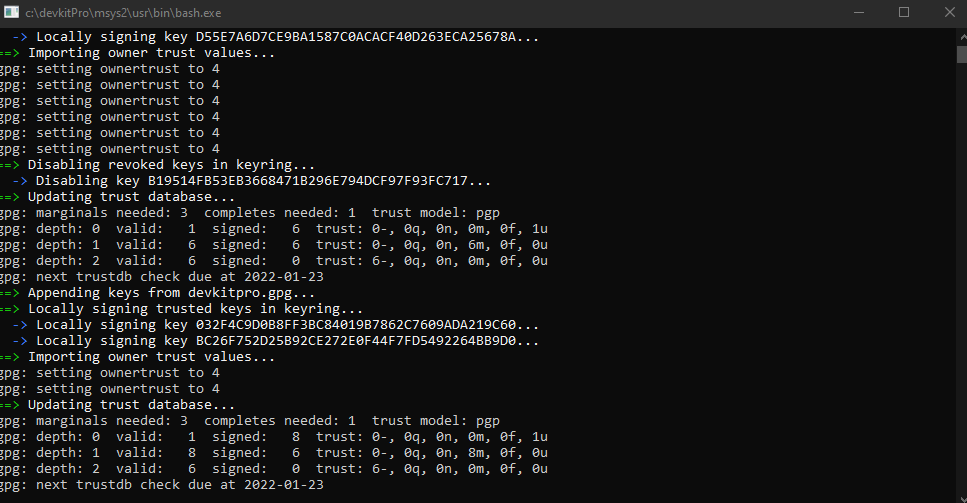 c:\devkitPro\msys2\usr\bin\bash.exe
-> Locally signing key D55E7A6D7CE9BA1587C0ACACF40D263ECA25678A...
==> Importing owner trust values...
gpg: setting ownertrust to 4
gpg: setting ownertrust to 4
gpg: setting ownertrust to 4
gpg: setting ownertrust to 4
gpg: setting ownertrust to 4
gpg: setting ownertrust to 4
==> Disabling revoked keys in keyring...
-> Disabling key B19514FB53EB3668471B296E794DCF97F93FC717...
==> Updating trust database...
gpg: marginals needed: 3  completes needed: 1  trust model: pgp
gpg: depth: 0  valid:   1  signed:   6  trust: 0-, 0q, 0n, 0m, 0f, 1u
gpg: depth: 1  valid:   6  signed:   6  trust: 0-, 0q, 0n, 6m, 0f, 0u
gpg: depth: 2  valid:   6  signed:   0  trust: 6-, 0q, 0n, 0m, 0f, 0u
gpg: next trustdb check due at 2022-01-23
==> Appending keys from devkitpro.gpg...
==> Locally signing trusted keys in keyring...
-> Locally signing key 032F4C9D0B8FF3BC84019B7862C7609ADA219C60...
-> Locally signing key BC26F752D25B92CE272E0F44F7FD5492264BB9D0...
==> Importing owner trust values...
gpg: setting ownertrust to 4
gpg: setting ownertrust to 4
==> Updating trust database...
gpg: marginals needed: 3  completes needed: 1  trust model: pgp
gpg: depth: 0  valid:   1  signed:   8  trust: 0-, 0q, 0n, 0m, 0f, 1u
gpg: depth: 1  valid:   8  signed:   6  trust: 0-, 0q, 0n, 8m, 0f, 0u
gpg: depth: 2  valid:   6  signed:   0  trust: 6-, 0q, 0n, 0m, 0f, 0u
gpg: next trustdb check due at 2022-01-23